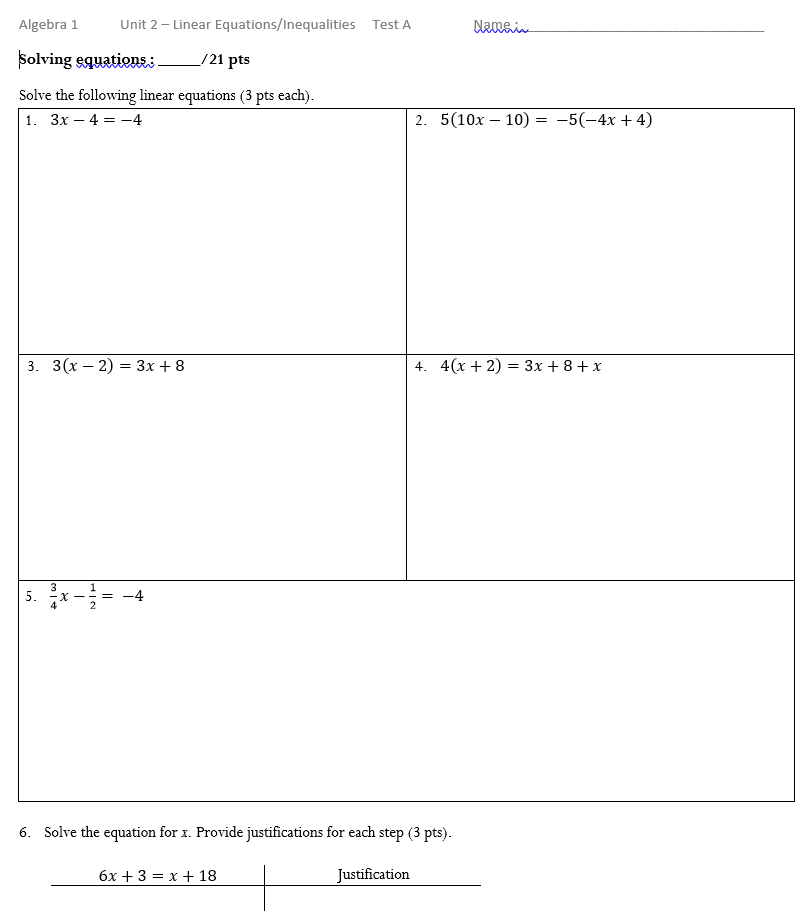 Algebra 1 Unit 2 – Linear Equations/Inequalities Test A Name : ______________________________
Solving equations : _____/21 pts
Solve the following linear equations (3 pts each).
1. 3x − 4 = −4
2. 5(10x − 10) = −5(−4x + 4)
3. 3(x − 2) = 3x + 8
4. 4(x + 2) = 3x + 8 + x
5. 3/4 x − 1/2 = −4
6. Solve the equation for x. Provide justifications for each step (3 pts).
6x + 3 = x + 18 Justification